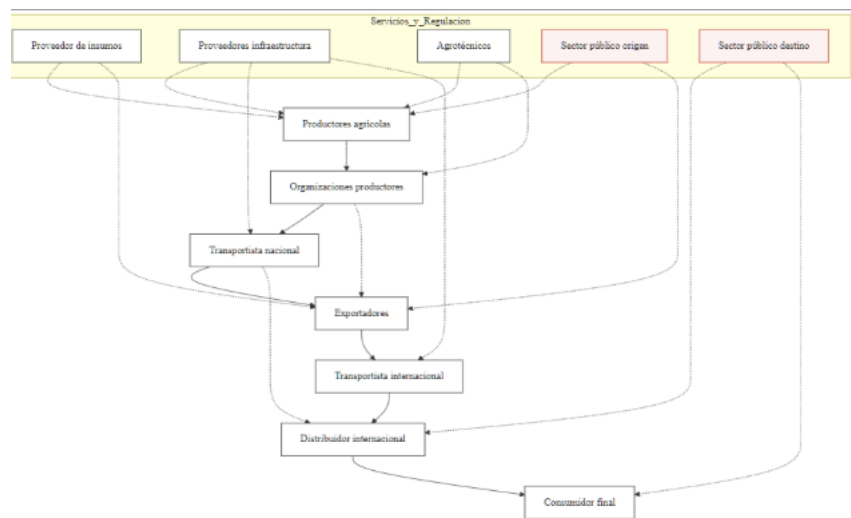 Servicios_y_Regulacion
Proveedor de insumos
Proveedores infraestructura
Agrotécnicos
Sector público origen
Sector público destino
Productores agrícolas
Organizaciones productores
Transportista nacional
Exportadores
Transportista internacional
Distribuidor internacional
Consumidor final